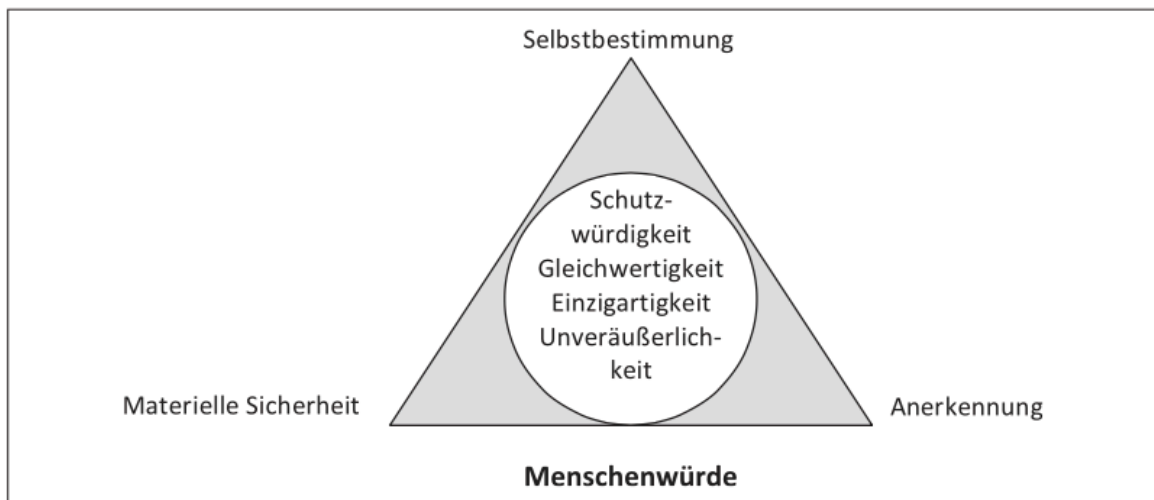 Selbstbestimmung
Schutz-
würdigkeit
Gleichwertigkeit
Einzigartigkeit
Unveräußerlich-
keit
Materielle Sicherheit
Anerkennung
Menschenwürde